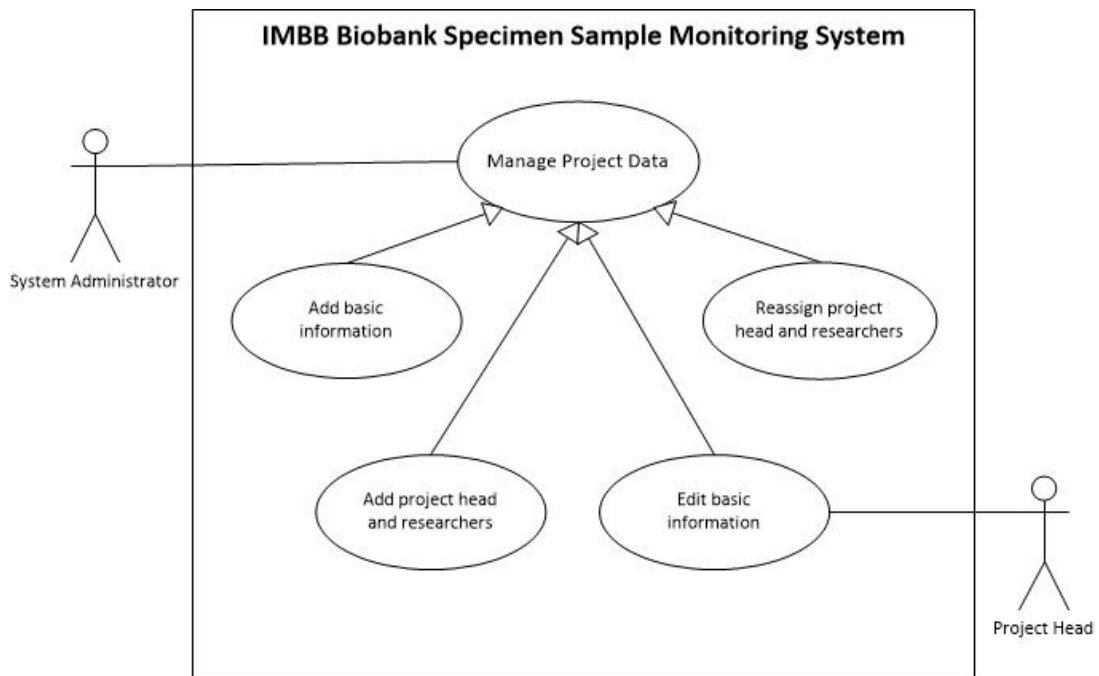 IMBB Biobank Specimen Sample Monitoring System
Manage Project Data
System Administrator
Add basic
information
Reassign project
head and researchers
Add project head
and researchers
Edit basic
information
Project Head